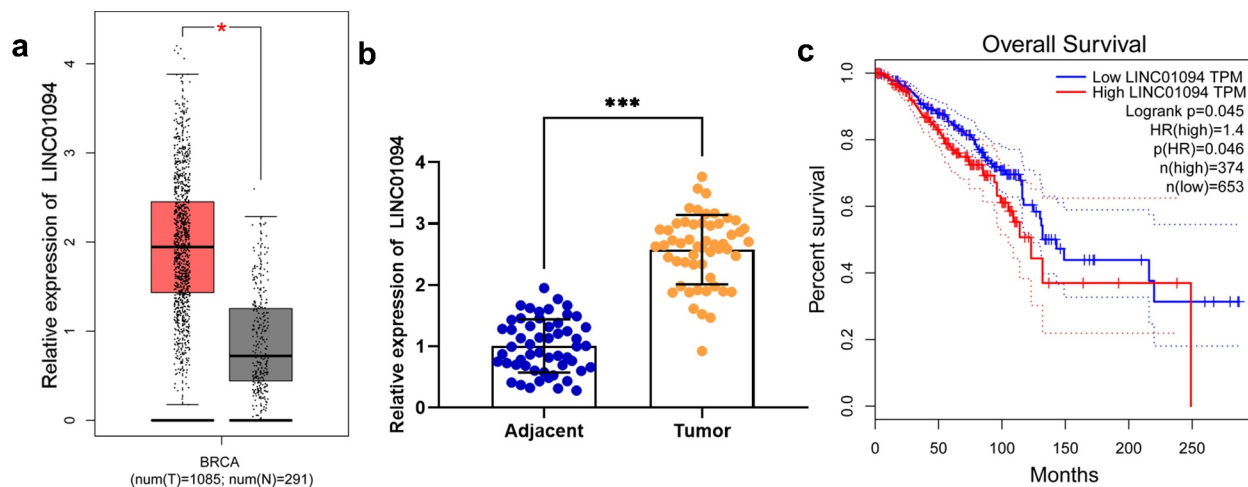 a
*
Relative expression of LINC01094
4
3
2
1
0
BRCA
(num(T)=1085; num(N)=291)
b
***
Relative expression of LINC01094
4
3
2
1
0
Adjacent
Tumor
c
Overall Survival
Low LINC01094 TPM
High LINC01094 TPM
Logrank p=0.045
HR(high)=1.4
p(HR)=0.046
n(high)=374
n(low)=653
Percent survival
1.0
0.8
0.6
0.4
0.2
0.0
0 50 100 150 200 250
Months